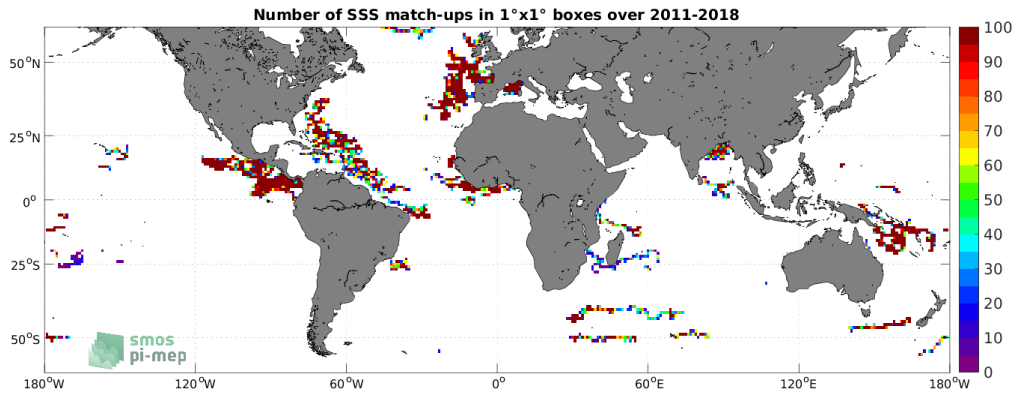 Number of SSS match-ups in 1°x1° boxes over 2011-2018
50°N
25°N
0°
25°S
50°S
180°W
120°W
60°W
0°
60°E
120°E
180°W
100
90
80
70
60
50
40
30
20
10
0
smos
pi-mep